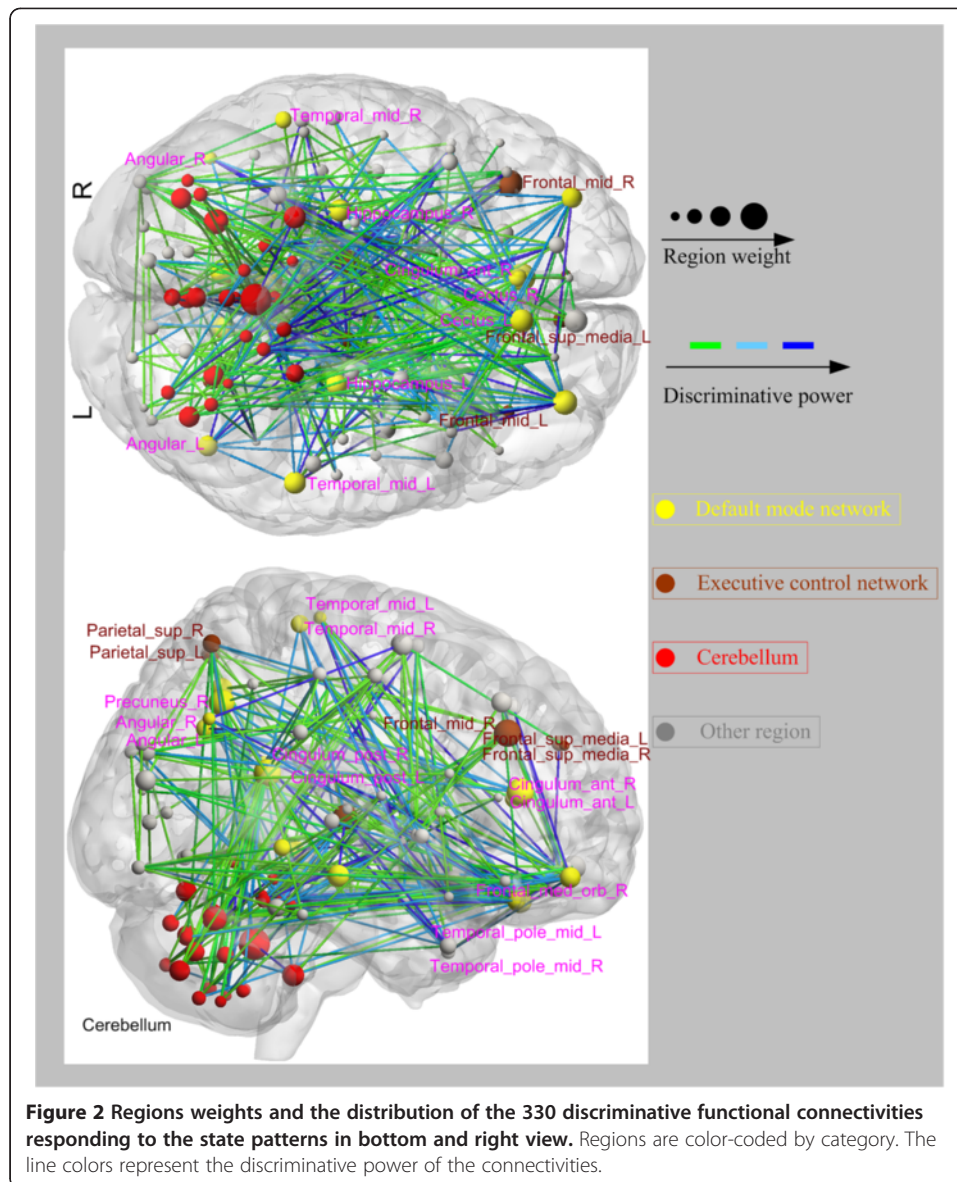 R
L
Temporal_mid_R
Angular_R
Frontal_mid_R
Hippocampus_R
Cingulum_ant_R
Cectus_R
Cectus
Frontal_sup_media_L
Hippocampus_L
Frontal_mid_L
Angular_L
Temporal_mid_L
Region weight
Discriminative power
Default mode network
Executive control network
Cerebellum
Other region
Temporal_mid_L
Temporal_mid_R
Parietal_sup_R
Parietal_sup_L
Precuneus_R
Angular_R
Angular_L
Frontal_mid_R
Frontal_sup_media_L
Frontal_sup_media_R
Cingulum_post_R
Cingulum_post_L
Cingulum_ant_R
Cingulum_ant_L
Frontal_med_orb_R
Temporal_pole_mid_L
Temporal_pole_mid_R
Cerebellum
Figure 2 Regions weights and the distribution of the 330 discriminative functional connectivities
responding to the state patterns in bottom and right view. Regions are color-coded by category. The
line colors represent the discriminative power of the connectivities.